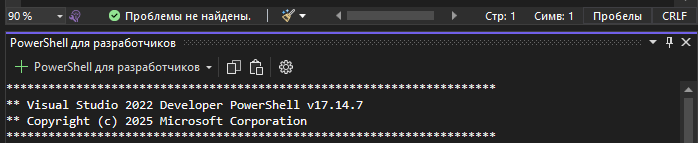 90 % Проблемы не найдены. Стр: 1 Симв: 1 Пробелы CRLF
PowerShell для разработчиков
PowerShell для разработчиков
**********************************************************************
** Visual Studio 2022 Developer PowerShell v17.14.7
** Copyright (c) 2025 Microsoft Corporation
**********************************************************************